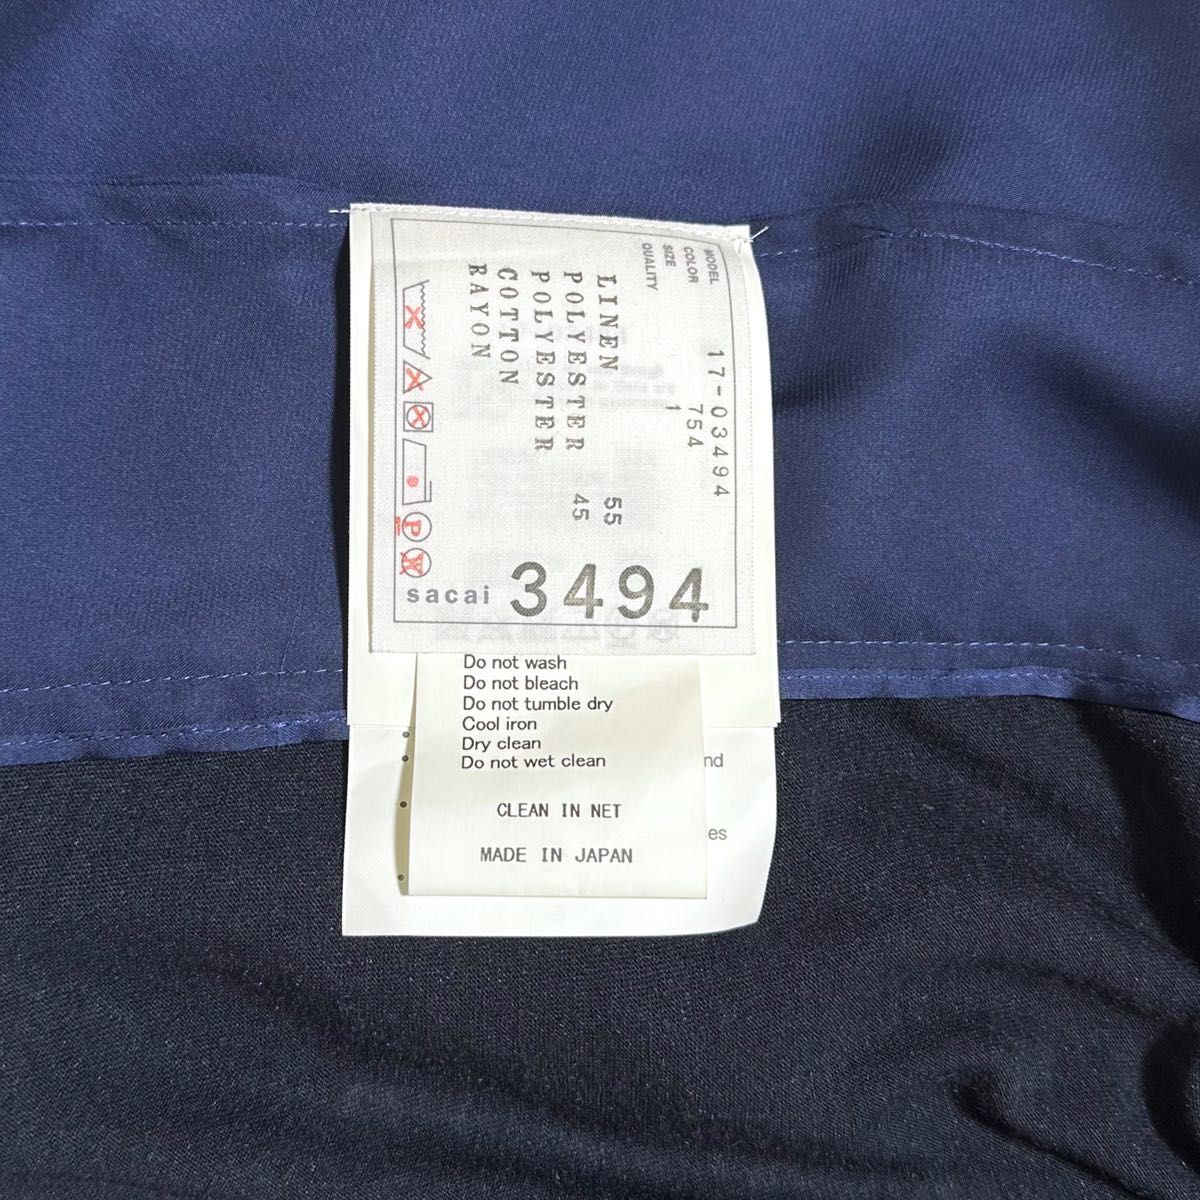 MODEL 17-03494
COLOR 754
SIZE 1
QUALITY
LINEN 55
POLYESTER 45
POLYESTER
COTTON
RAYON
P
W
sacai 3494
Do not wash
Do not bleach
Do not tumble dry
Cool iron
Dry clean
Do not wet clean
nd
CLEAN IN NET
es
MADE IN JAPAN